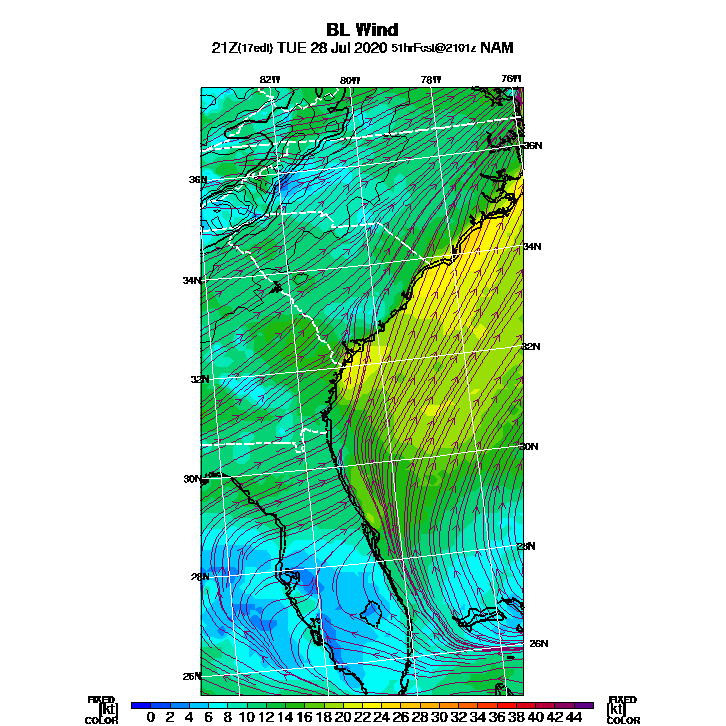 BL Wind
21Z(17edt) TUE 28 Jul 2020 51hrFcst@2101z NAM
82W 80W 78W 76W
36N
36N
34N
34N
32N
32N
30N
30N
28N
28N
26N
26N
FIXED FIXED
[kt] 0 2 4 6 8 10 12 14 16 18 20 22 24 26 28 30 32 34 36 38 40 42 44 [kt]
COLOR COLOR